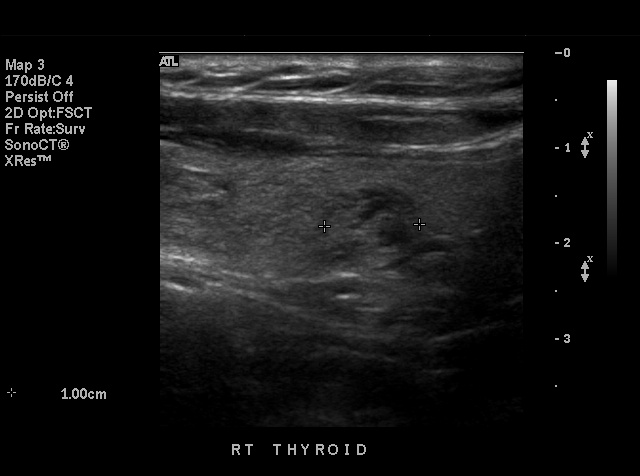 ATL
Map 3
170dB/C 4
Persist Off
2D Opt:FSCT
Fr Rate:Surv
SonoCT®
XRes™
0
1
2
3
x
x
1.00cm
RT THYROID